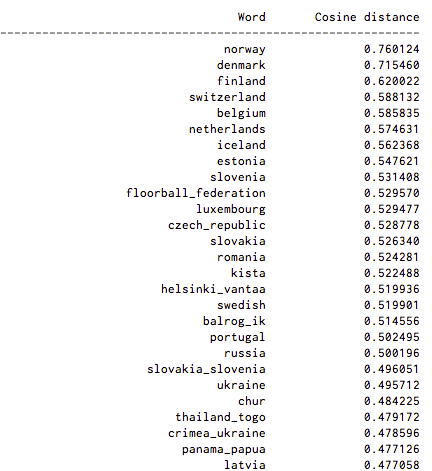 Word Cosine distance
norway 0.760124
denmark 0.715460
finland 0.620022
switzerland 0.588132
belgium 0.585835
netherlands 0.574631
iceland 0.562368
estonia 0.547621
slovenia 0.531408
floorball_federation 0.529570
luxembourg 0.529477
czech_republic 0.528778
slovakia 0.526340
romania 0.524281
kista 0.522488
helsinki_vantaa 0.519936
swedish 0.519901
balrog_ik 0.514556
portugal 0.502495
russia 0.500196
slovakia_slovenia 0.496051
ukraine 0.495712
chur 0.484225
thailand_togo 0.479172
crimea_ukraine 0.478596
panama_papua 0.477126
latvia 0.477058